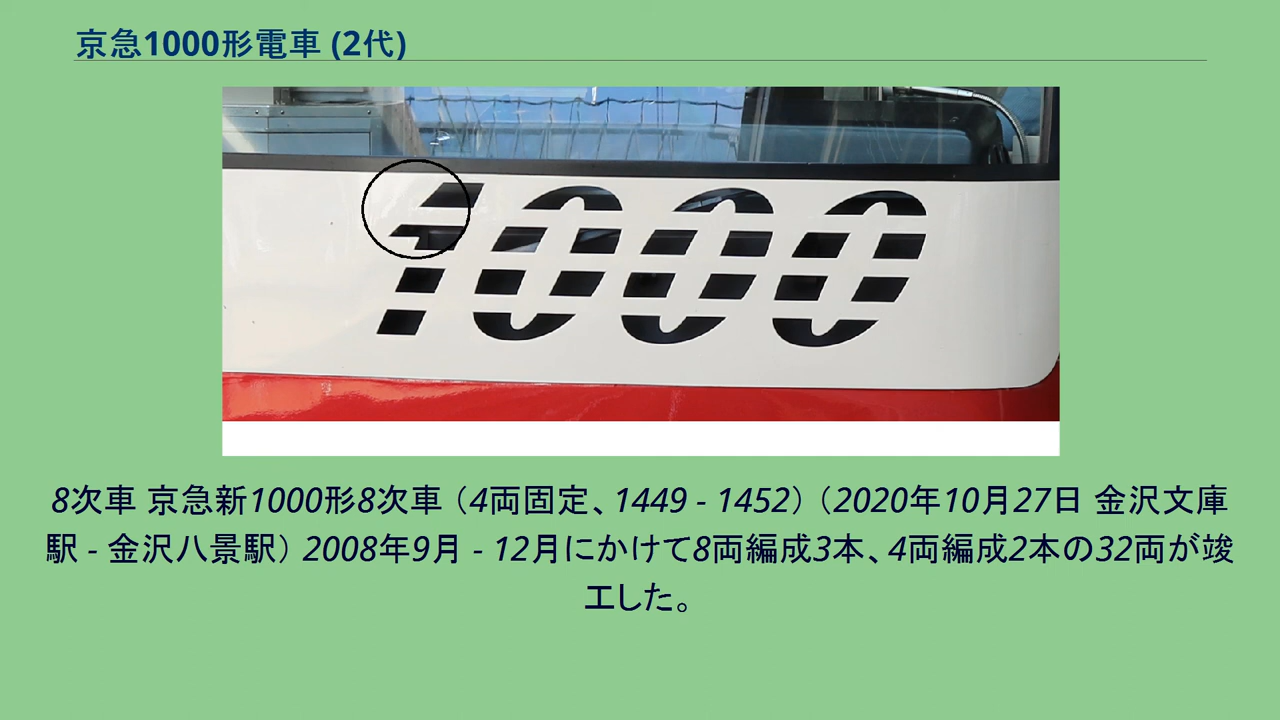 京急1000形電車 (2代)
1000
8次車 京急新1000形8次車（4両固定、1449 - 1452）（2020年10月27日 金沢文庫
駅 - 金沢八景駅） 2008年9月 - 12月にかけて8両編成3本、4両編成2本の32両が竣
工した。